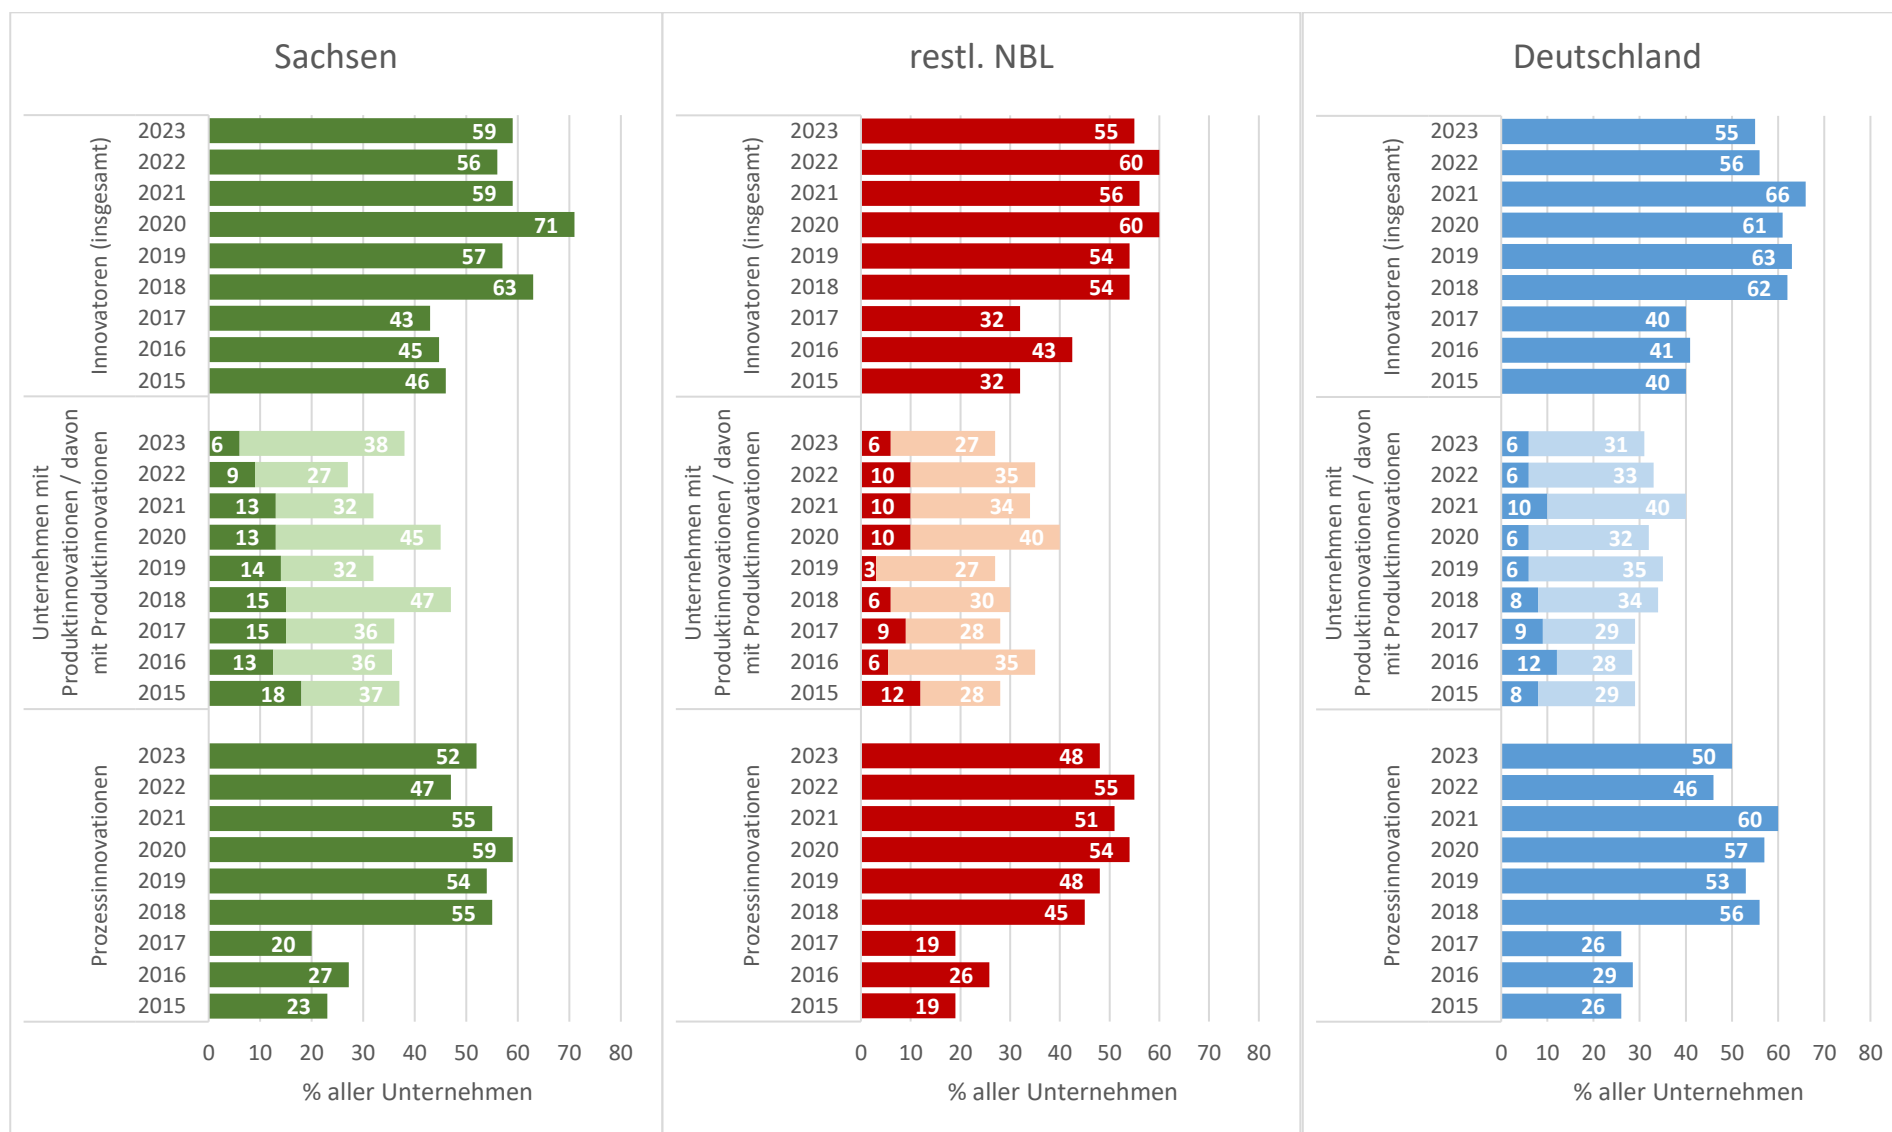 Sachsen
Innovatoren (insgesamt)
2023 59
2022 56
2021 59
2020 71
2019 57
2018 63
2017 43
2016 45
2015 46
Unternehmen mit
Produktinnovationen / davon
mit Produktinnovationen
2023 6 38
2022 9 27
2021 13 32
2020 13 45
2019 14 32
2018 15 47
2017 15 36
2016 13 36
2015 18 37
Prozessinnovationen
2023 52
2022 47
2021 55
2020 59
2019 54
2018 55
2017 20
2016 27
2015 23
0 10 20 30 40 50 60 70 80
% aller Unternehmen
restl. NBL
Innovatoren (insgesamt)
2023 55
2022 60
2021 56
2020 60
2019 54
2018 54
2017 32
2016 43
2015 32
Unternehmen mit
Produktinnovationen / davon
mit Produktinnovationen
2023 6 27
2022 10 35
2021 10 34
2020 10 40
2019 3 27
2018 6 30
2017 9 28
2016 6 35
2015 12 28
Prozessinnovationen
2023 48
2022 55
2021 51
2020 54
2019 48
2018 45
2017 19
2016 26
2015 19
0 10 20 30 40 50 60 70 80
% aller Unternehmen
Deutschland
Innovatoren (insgesamt)
2023 55
2022 56
2021 66
2020 61
2019 63
2018 62
2017 40
2016 41
2015 40
Unternehmen mit
Produktinnovationen / davon
mit Produktinnovationen
2023 6 31
2022 6 33
2021 10 40
2020 6 32
2019 6 35
2018 8 34
2017 9 29
2016 12 28
2015 8 29
Prozessinnovationen
2023 50
2022 46
2021 60
2020 57
2019 53
2018 56
2017 26
2016 29
2015 26
0 10 20 30 40 50 60 70 80
% aller Unternehmen